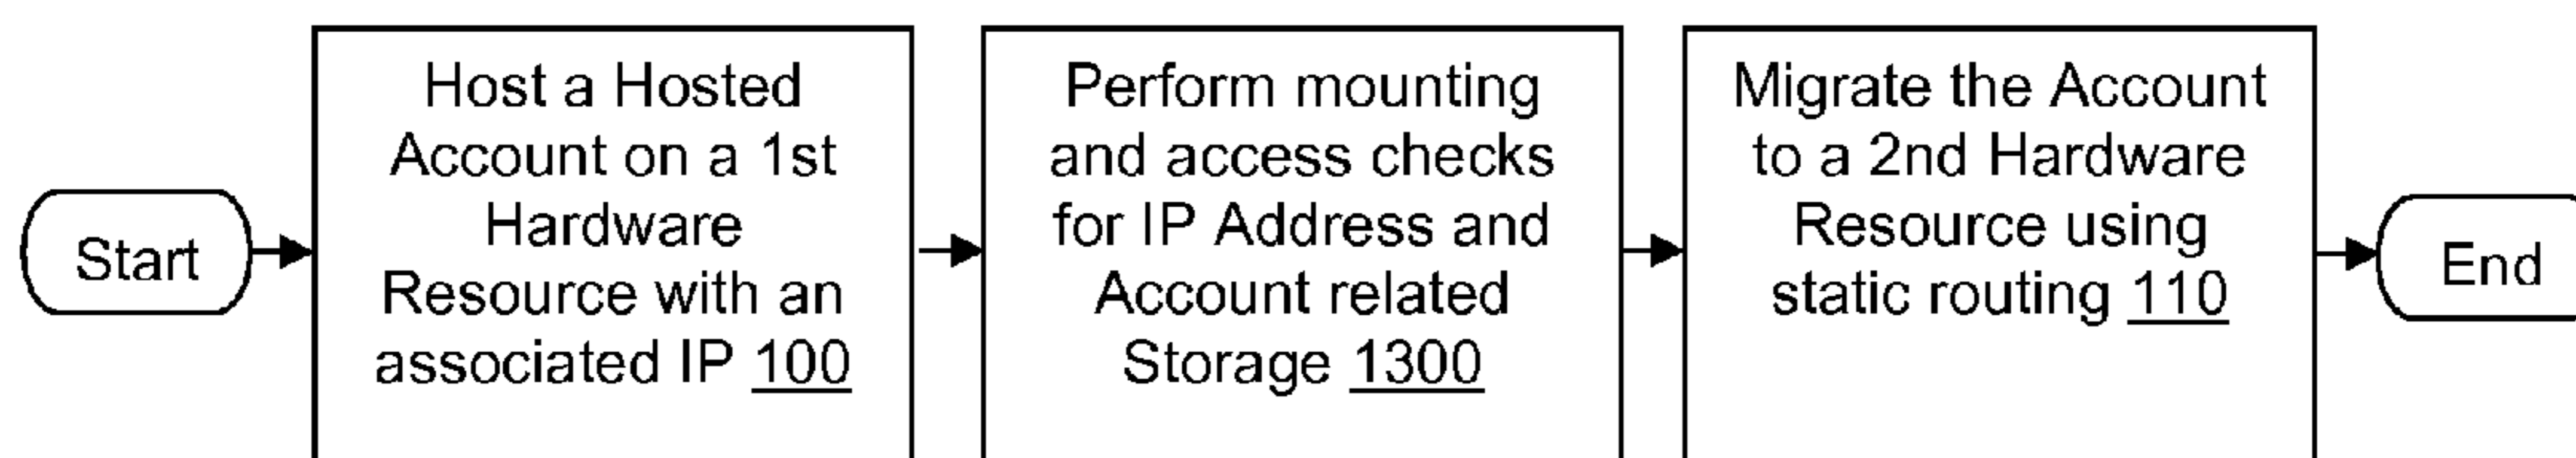 Start
Host a Hosted
Account on a 1st
Hardware
Resource with an
associated IP 100
Perform mounting
and access checks
for IP Address and
Account related
Storage 1300
Migrate the Account
to a 2nd Hardware
Resource using
static routing 110
End